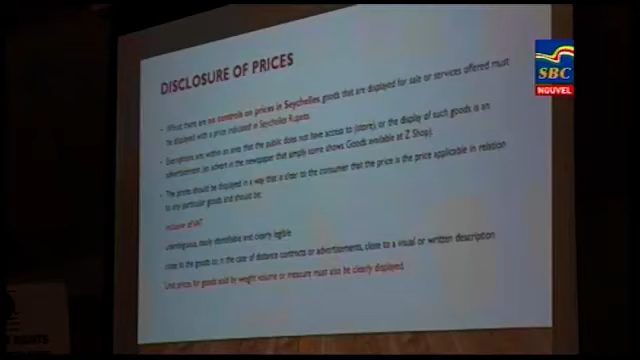 DISCLOSURE OF PRICES
SBC
NOUVEL
Whilst there are no controls on prices in Seychelles, goods that are displayed for sale or services offered must
be displayed with a price indicated in Seychelles Rupees.
Exemptions are within an area that the public does not have access to (store), or the display of such goods is an
advertisement (an advert in the newspaper that simply some shows Goods available at Z Shop).
The prices should be displayed in a way that is clear to the consumer that the price is the price applicable in relation
to any particular goods and should be;
inclusive of VAT
unambiguous, easily identifiable and clearly legible
close to the goods or, in the case of distance contracts or advertisements, close to a visual or written description
Unit prices for goods sold by weight volume or measure must also be clearly displayed.
RIGHTS